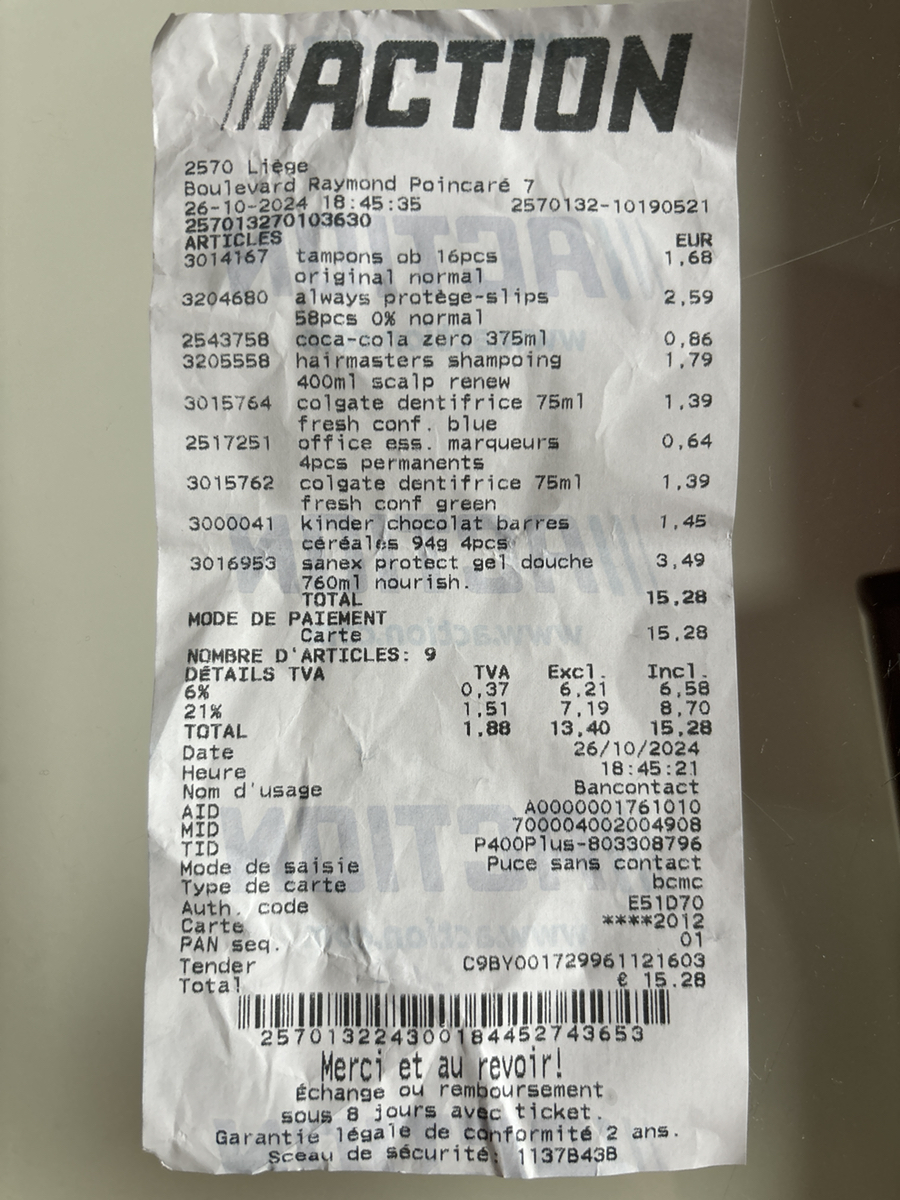 ///ACTION
2570 Liège
Boulevard Raymond Poincaré 7
26-10-2024 18:45:35 2570132-10190521
257013270103630
ARTICLES EUR
3014167 tampons ob 16pcs 1,68
original normal
3204680 always protège-slips 2,59
58pcs 0% normal
2543758 coca-cola zero 375ml 0,86
3205558 hairmasters shampoing 1,79
400ml scalp renew
3015764 colgate dentifrice 75ml 1,39
fresh conf. blue
2517251 office ess. marqueurs 0,64
4pcs permanents
3015762 colgate dentifrice 75ml 1,39
fresh conf green
3000041 kinder chocolat barres 1,45
céréales 94g 4pcs
3016953 sanex protect gel douche 3,49
760ml nourish.
TOTAL 15,28
MODE DE PAIEMENT
Carte 15,28
NOMBRE D'ARTICLES: 9
DÉTAILS TVA TVA Excl. Incl.
6% 0,37 6,21 6,58
21% 1,51 7,19 8,70
TOTAL 1,88 13,40 15,28
Date 26/10/2024
Heure 18:45:21
Nom d'usage Bancontact
AID A0000001761010
MID 700004002004908
TID P400Plus-803308796
Mode de saisie Puce sans contact
Type de carte bcmc
Auth. code E51D70
Carte ****2012
PAN seq. 01
Tender C9BY001729961121603
Total € 15.28
2570132243001844527436​53
Merci et au revoir!
Échange ou remboursement
sous 8 jours avec ticket.
Garantie légale de conformité 2 ans.
Sceau de sécurité: 1137B43B